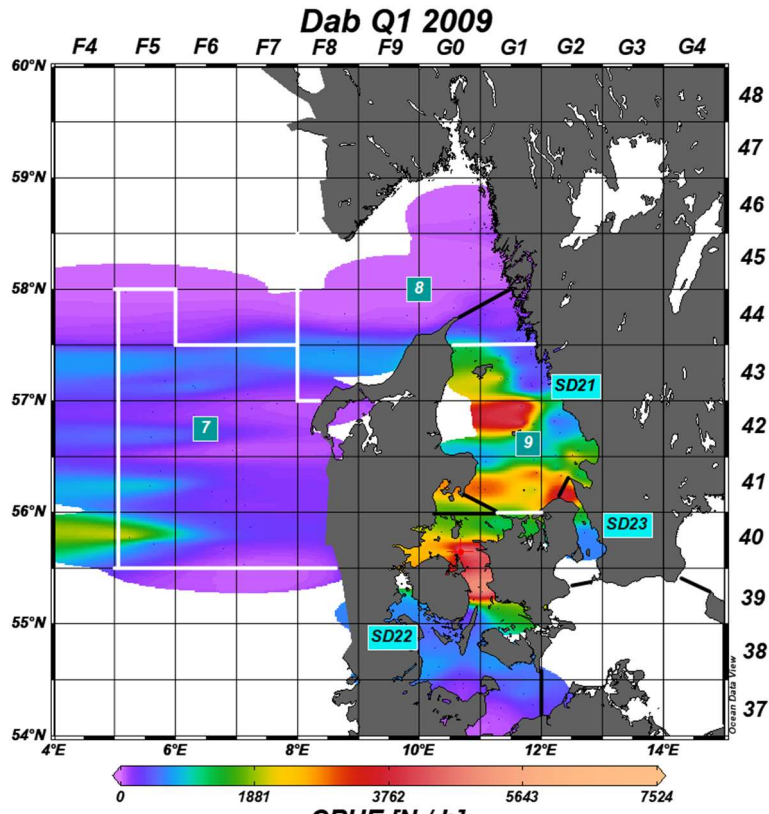 Dab Q1 2009
F4 F5 F6 F7 F8 F9 G0 G1 G2 G3 G4
60°N
48
47
59°N
46
45
58°N
8
44
43
SD21
57°N
7
9
42
41
56°N
SD23
40
39
55°N
SD22
38
37
54°N
Ocean Data View
4°E 6°E 8°E 10°E 12°E 14°E
0 1881 3762 5643 7524
CPUE [N / h]